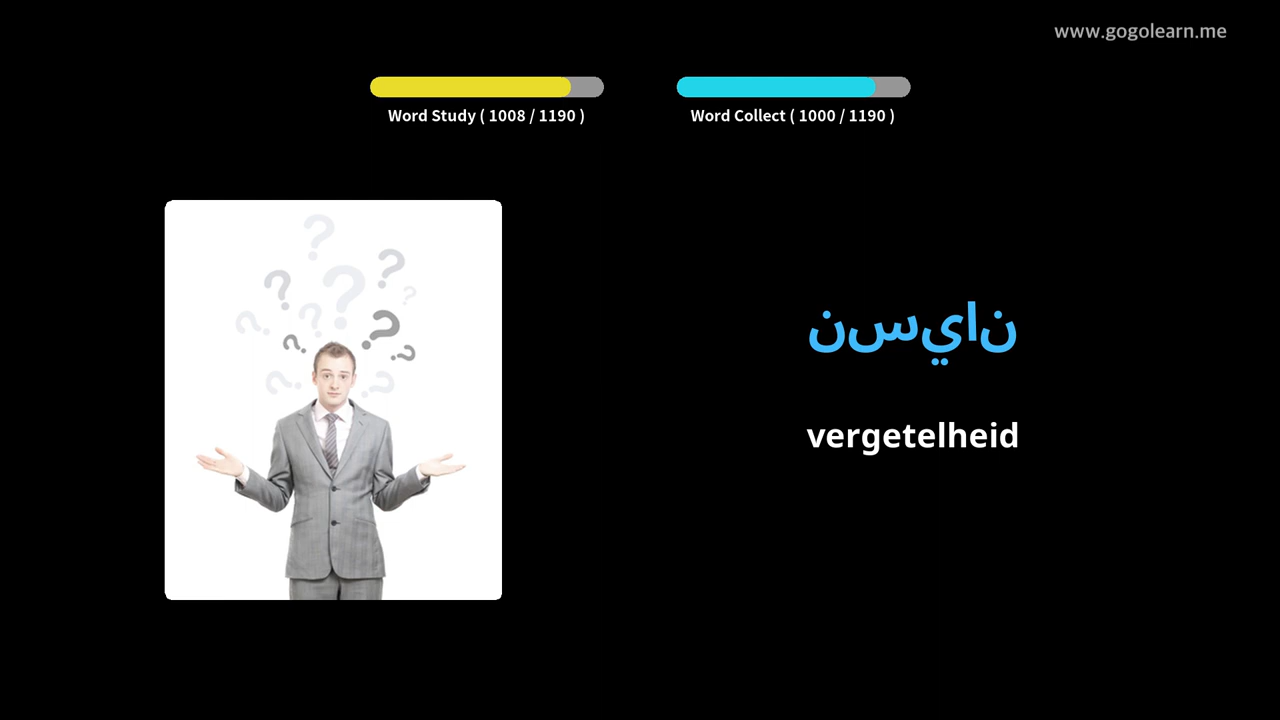 www.gogolearn.me
Word Study ( 1008 / 1190 )
Word Collect ( 1000 / 1190 )
نسيان
vergetelheid